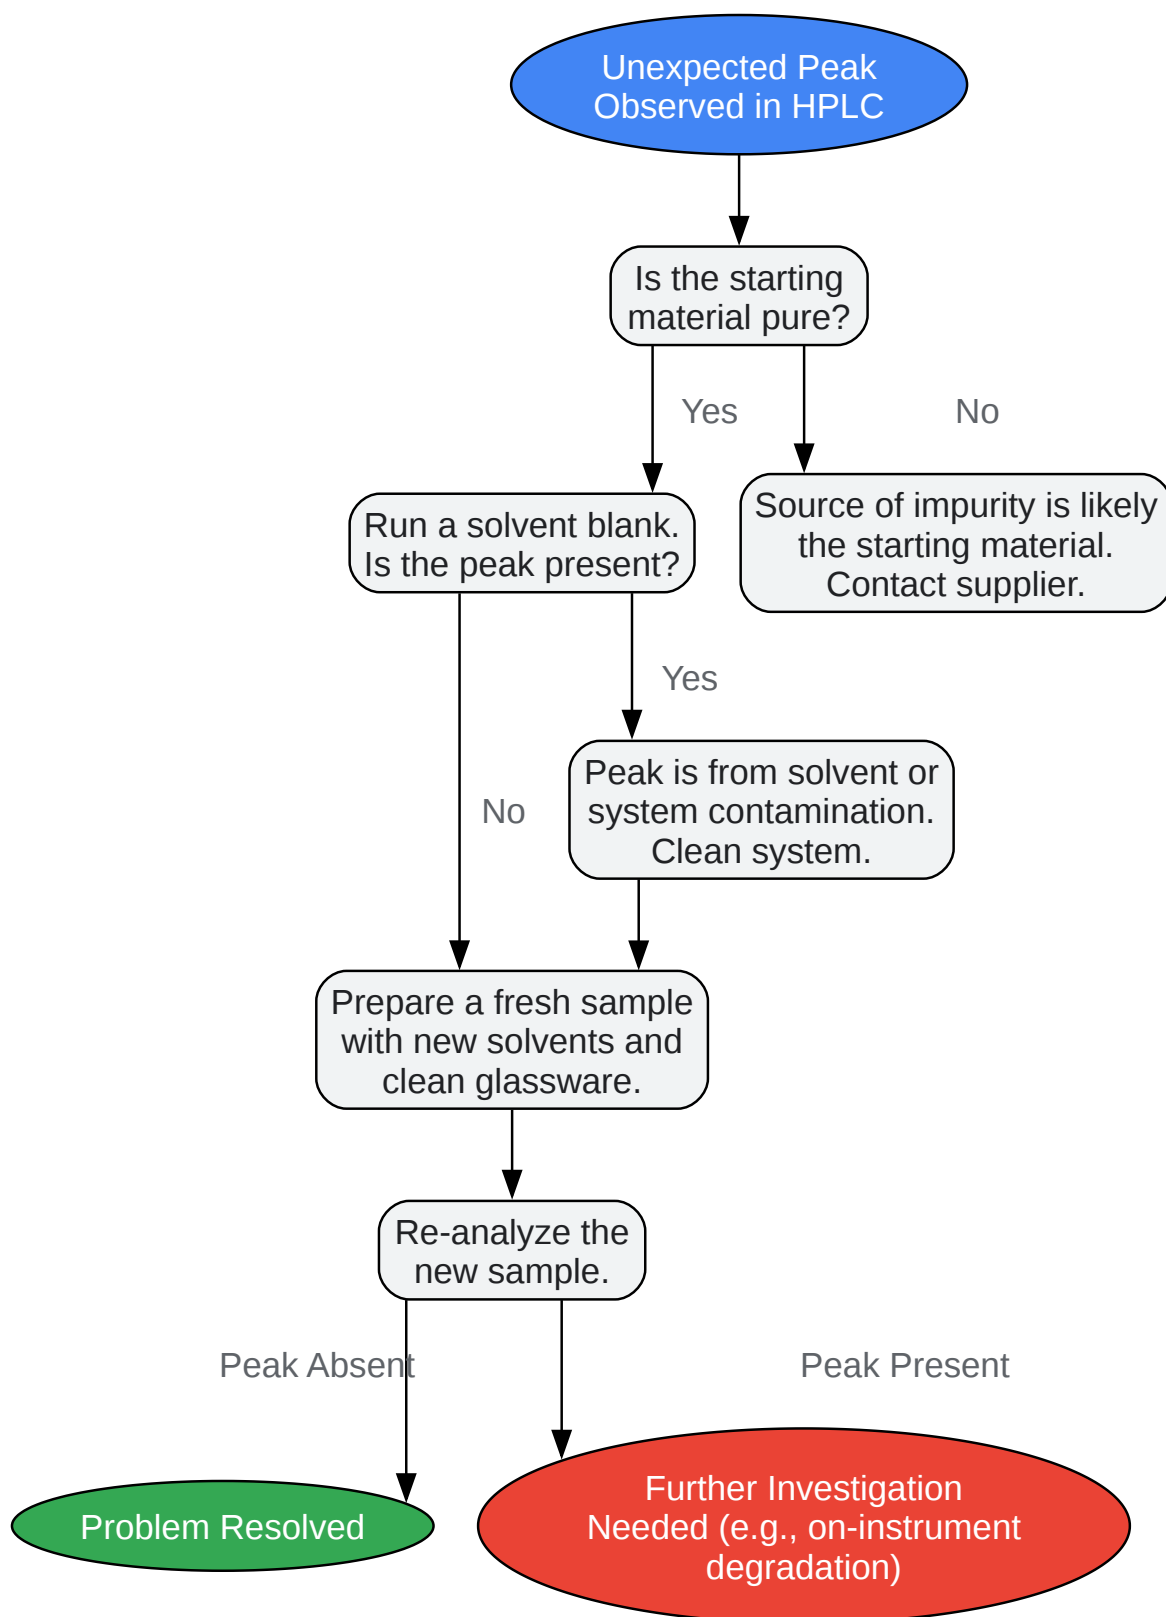 Unexpected Peak
Observed in HPLC
Is the starting
material pure?
Yes
No
Source of impurity is likely
the starting material.
Contact supplier.
Run a solvent blank.
Is the peak present?
Yes
Peak is from solvent or
system contamination.
Clean system.
No
Prepare a fresh sample
with new solvents and
clean glassware.
Re-analyze the
new sample.
Peak Absent
Peak Present
Problem Resolved
Further Investigation
Needed (e.g., on-instrument
degradation)